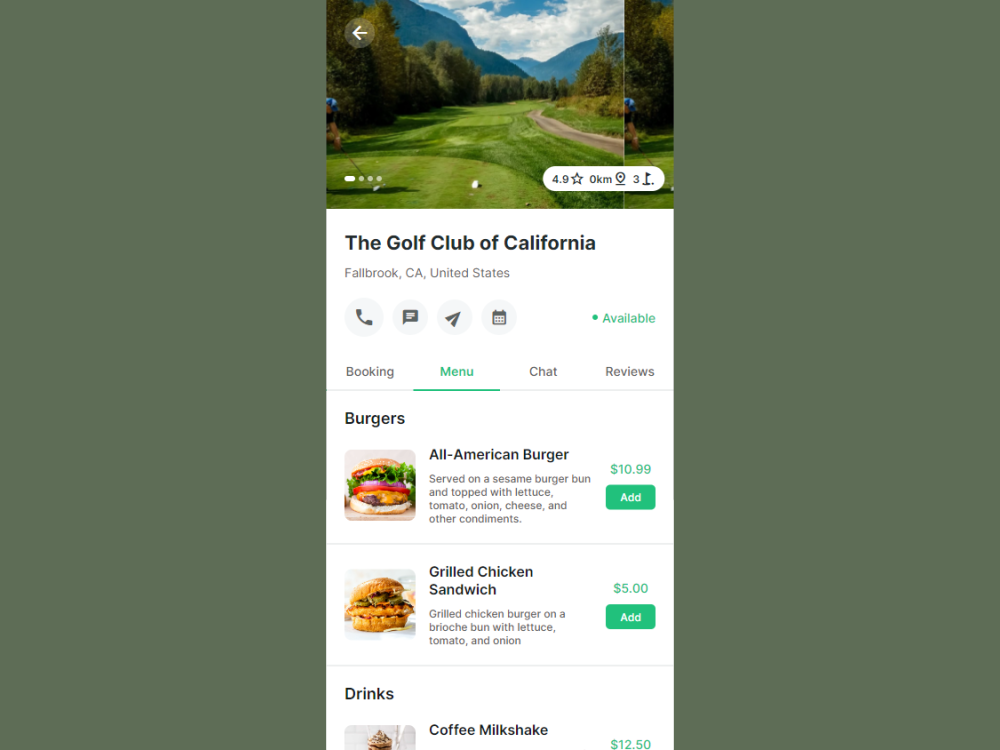 4.9 0km 3
The Golf Club of California
Fallbrook, CA, United States
Available
Booking Menu Chat Reviews
Burgers
All-American Burger
Served on a sesame burger bun
and topped with lettuce,
tomato, onion, cheese, and
other condiments.
$10.99
Add
Grilled Chicken
Sandwich
Grilled chicken burger on a
brioche bun with lettuce,
tomato, and onion
$5.00
Add
Drinks
Coffee Milkshake
$12.50